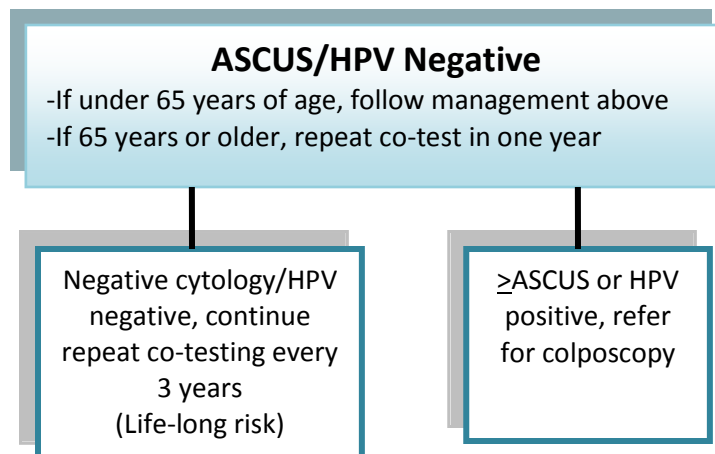 ASCUS/HPV Negative
-If under 65 years of age, follow management above
-If 65 years or older, repeat co-test in one year
Negative cytology/HPV
negative, continue
repeat co-testing every
3 years
(Life-long risk)
≥ASCUS or HPV
positive, refer
for colposcopy